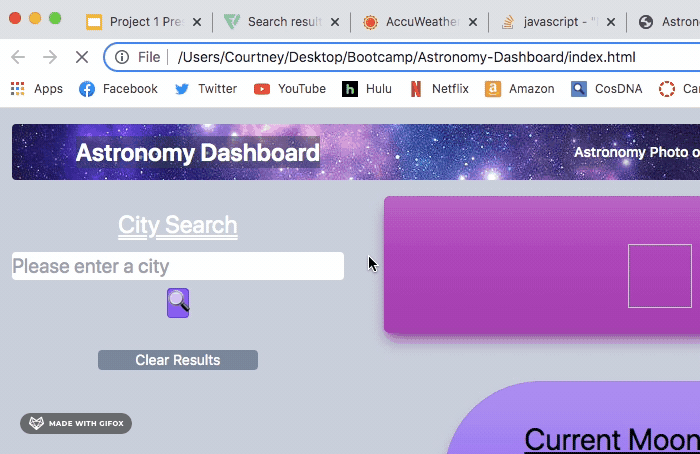 Project 1 Pre
Search result
AccuWeathe
javascript - "
Astron
File | /Users/Courtney/Desktop/Bootcamp/Astronomy-Dashboard/index.html
Apps Facebook Twitter YouTube Hulu Netflix Amazon CosDNA Ca
Astronomy Dashboard
Astronomy Photo o
City Search
Please enter a city
Clear Results
MADE WITH GIFOX
Current Moon